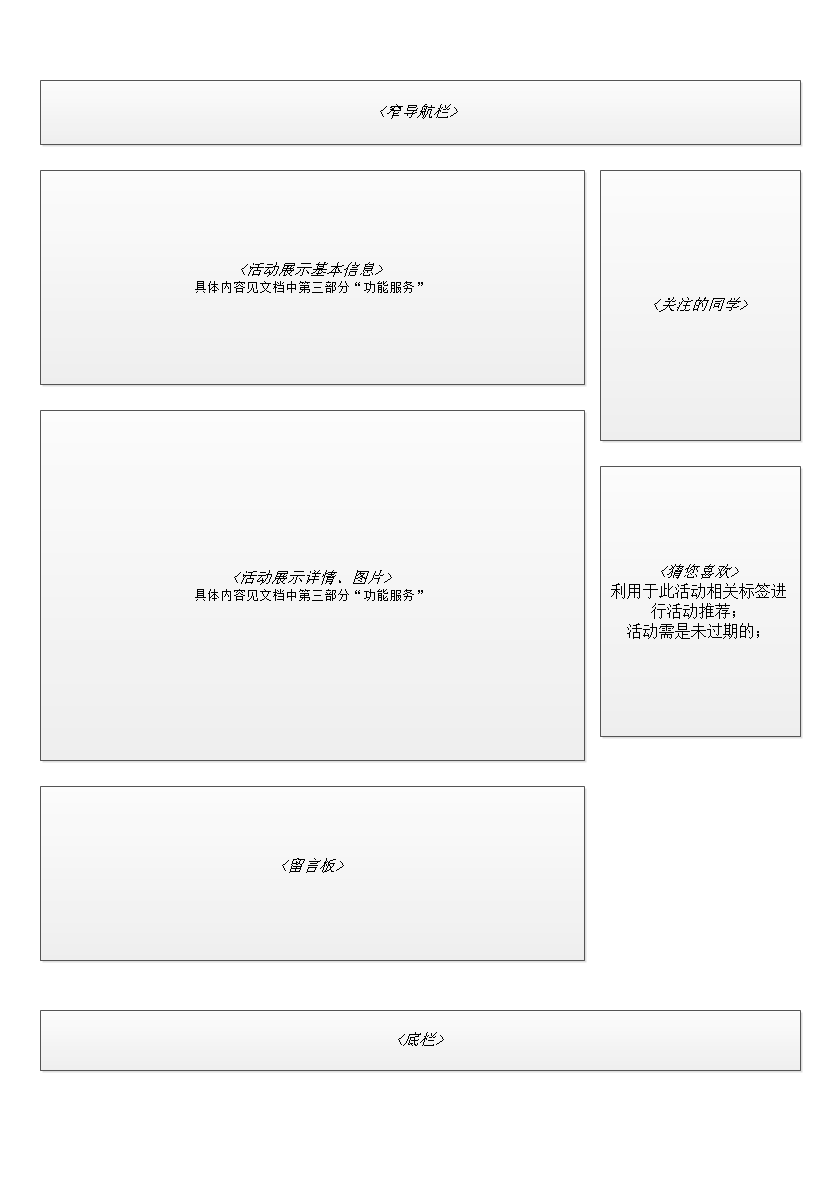 <窄导航栏>
<活动展示基本信息>
具体内容见文档中第三部分“功能服务”
<关注的同学>
<活动展示详情、图片>
具体内容见文档中第三部分“功能服务”
<猜您喜欢>
利用于此活动相关标签进
行活动推荐；
活动需是未过期的；
<留言板>
<底栏>